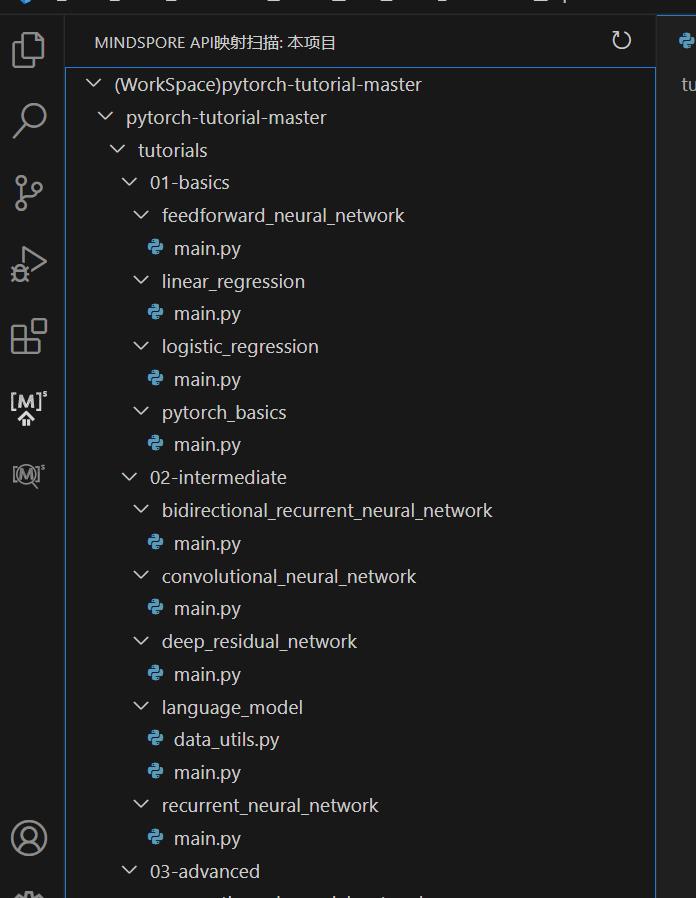 MINDSPORE API映射扫描: 本项目
(WorkSpace)pytorch-tutorial-master
pytorch-tutorial-master
tutorials
01-basics
feedforward_neural_network
main.py
linear_regression
main.py
logistic_regression
main.py
pytorch_basics
main.py
02-intermediate
bidirectional_recurrent_neural_network
main.py
convolutional_neural_network
main.py
deep_residual_network
main.py
language_model
data_utils.py
main.py
recurrent_neural_network
main.py
03-advanced
[M]s
[M]s
tu